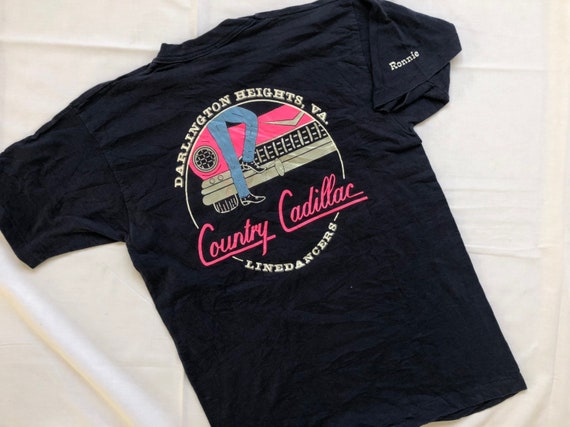 DARLINGTON HEIGHTS, VA.
Country Cadillac
LINEDANCERS
Ronnie